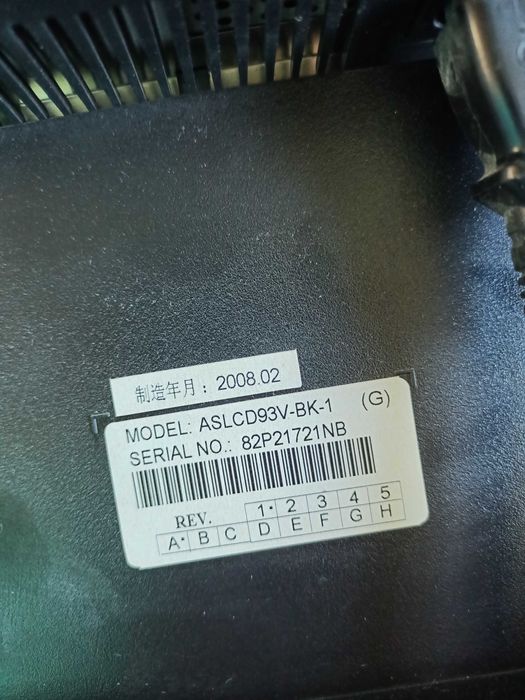 制造年月：2008.02
MODEL: ASLCD93V-BK-1 (G)
SERIAL NO.: 82P21721NB
REV. 1· 2 3 4 5
A· B C D E F G H